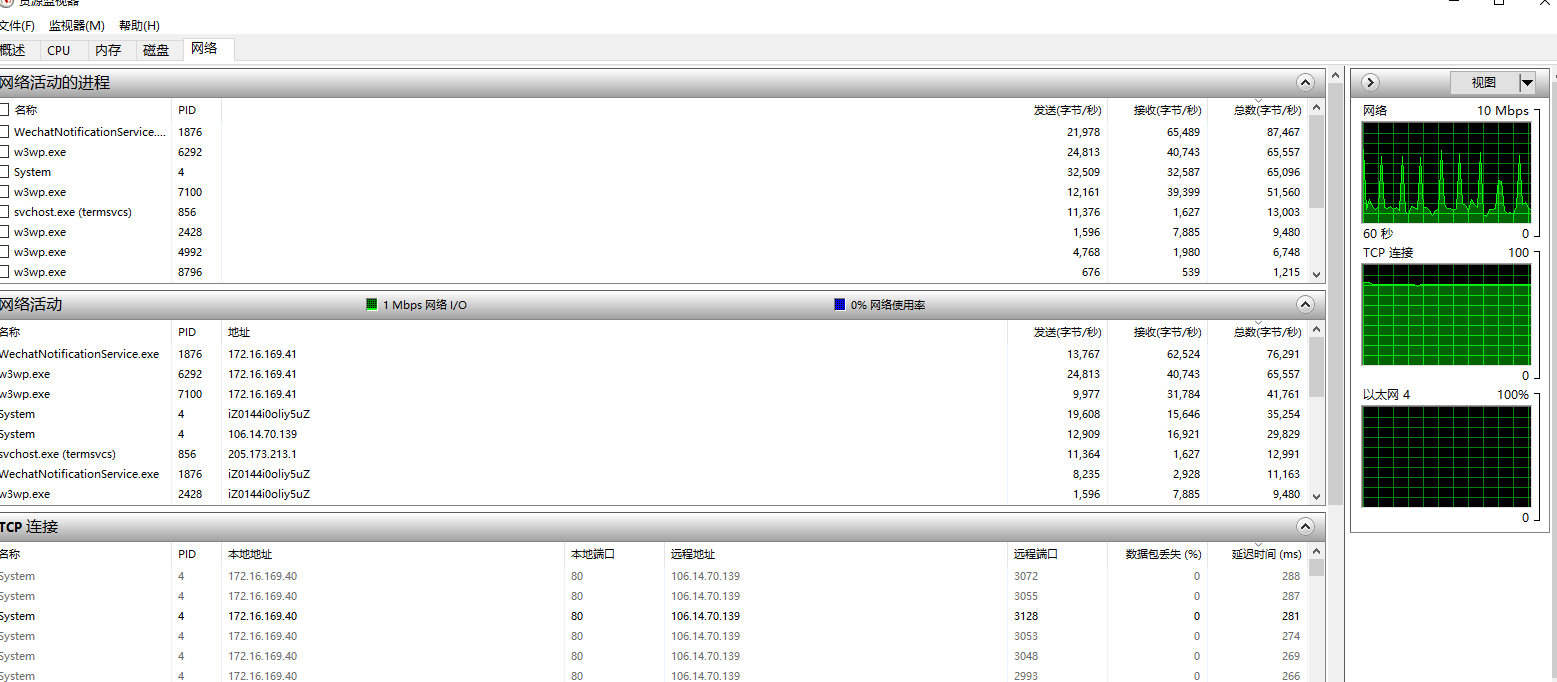 资源监视器
文件(F) 监视器(M) 帮助(H)
概述 CPU 内存 磁盘 网络
网络活动的进程
名称 PID 发送(字节/秒) 接收(字节/秒) 总数(字节/秒)
WechatNotificationService.... 1876 21,978 65,489 87,467
w3wp.exe 6292 24,813 40,743 65,557
System 4 32,509 32,587 65,096
w3wp.exe 7100 12,161 39,399 51,560
svchost.exe (termsvcs) 856 11,376 1,627 13,003
w3wp.exe 2428 1,596 7,885 9,480
w3wp.exe 4992 4,768 1,980 6,748
w3wp.exe 8796 676 539 1,215
网络活动 1 Mbps 网络 I/O 0% 网络使用率
名称 PID 地址 发送(字节/秒) 接收(字节/秒) 总数(字节/秒)
WechatNotificationService.exe 1876 172.16.169.41 13,767 62,524 76,291
w3wp.exe 6292 172.16.169.41 24,813 40,743 65,557
w3wp.exe 7100 172.16.169.41 9,977 31,784 41,761
System 4 iZ0144i0oliy5uZ 19,608 15,646 35,254
System 4 106.14.70.139 12,909 16,921 29,829
svchost.exe (termsvcs) 856 205.173.213.1 11,364 1,627 12,991
WechatNotificationService.exe 1876 iZ0144i0oliy5uZ 8,235 2,928 11,163
w3wp.exe 2428 iZ0144i0oliy5uZ 1,596 7,885 9,480
TCP 连接
名称 PID 本地地址 本地端口 远程地址 远程端口 数据包丢失 (%) 延迟时间 (ms)
System 4 172.16.169.40 80 106.14.70.139 3072 0 288
System 4 172.16.169.40 80 106.14.70.139 3055 0 287
System 4 172.16.169.40 80 106.14.70.139 3128 0 281
System 4 172.16.169.40 80 106.14.70.139 3053 0 274
System 4 172.16.169.40 80 106.14.70.139 3048 0 269
System 4 172.16.169.40 80 106.14.70.139 2993 0 266
视图
网络 10 Mbps
60 秒 0
TCP 连接 100
0
以太网 4 100%
0